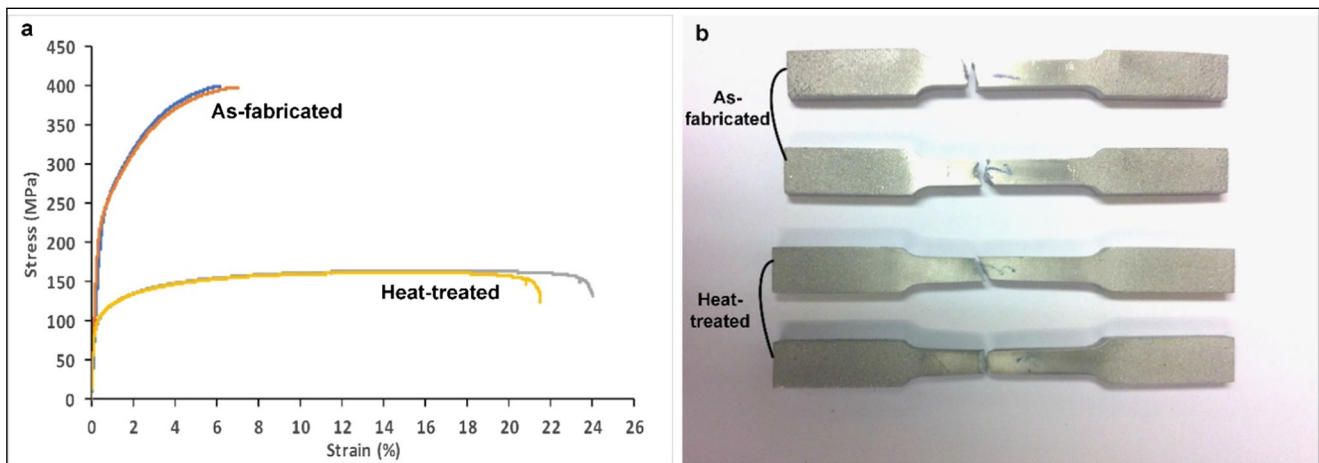 a
450
400
350
300
250
200
150
100
50
0
Stress (MPa)
As-fabricated
Heat-treated
0 2 4 6 8 10 12 14 16 18 20 22 24 26
Strain (%)
b
As-
fabricated
Heat-
treated